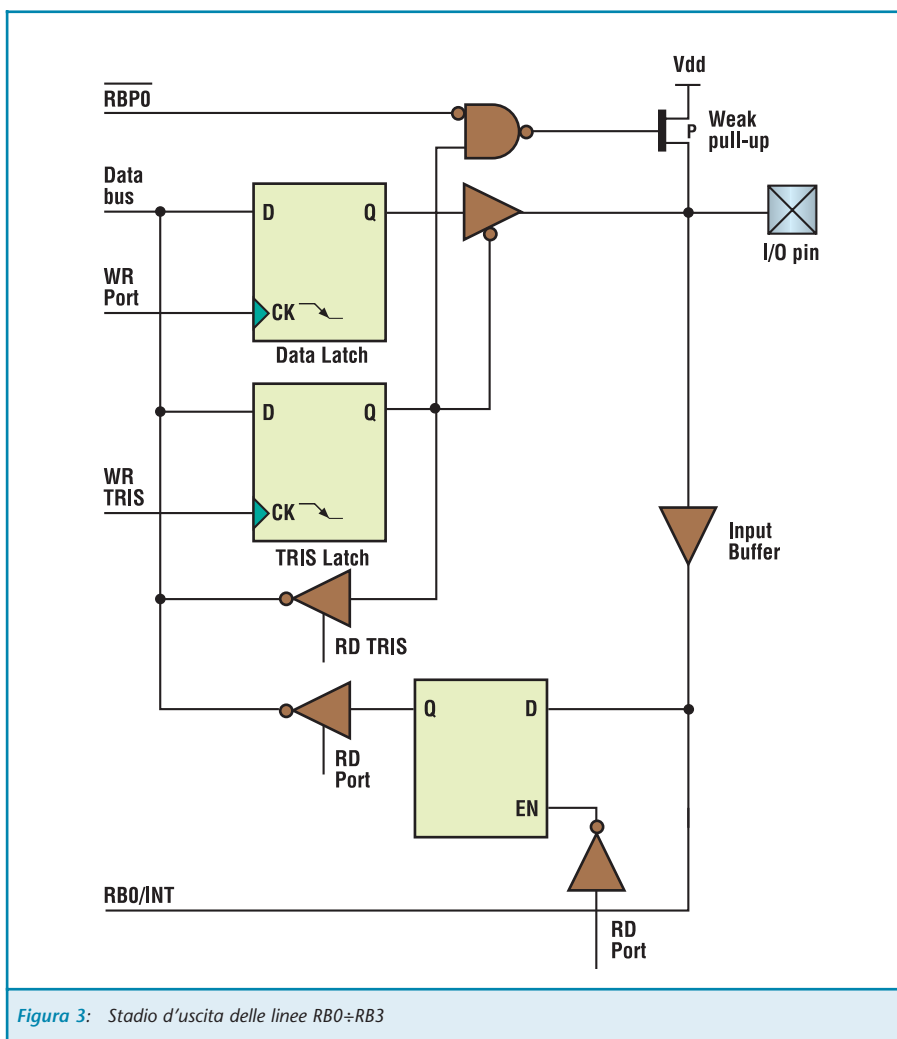 Vdd
RBP0
Weak
pull-up
P
Data
bus
D
Q
I/O pin
WR
Port
CK
Data Latch
D
Q
WR
TRIS
CK
TRIS Latch
Input
Buffer
RD TRIS
Q
D
RD
Port
EN
RB0/INT
RD
Port
Figura 3: Stadio d'uscita delle linee RB0÷RB3